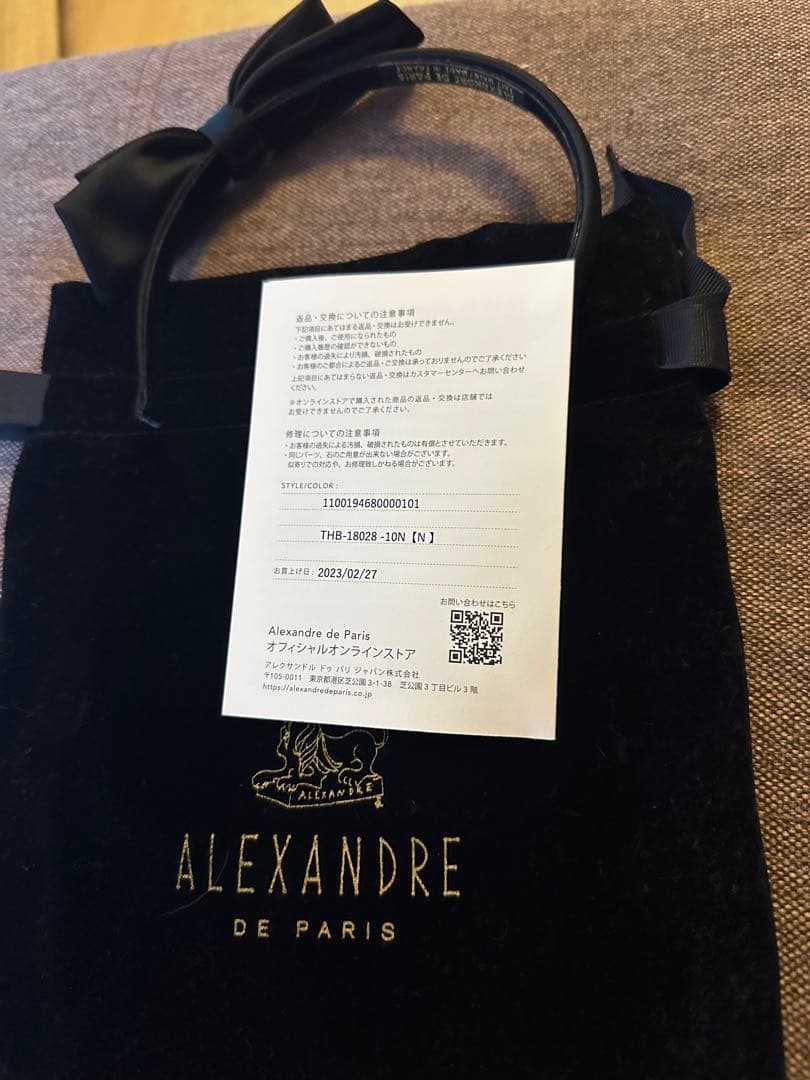 ALEXANDRE DE PARIS
FAIT MAIN / MADE IN FRANCE
返品・交換についての注意事項
下記項目にあてはまる返品・交換はお受けできません。
・ご購入後、ご使用になられたもの
・ご購入履歴の確認ができないもの
・お客様の過失により汚損、破損されたもの
・お客様のご都合によるご返品・ご交換は承っておりませんのでご了承ください
上記項目にあてはまらない返品・交換はカスタマーセンターへお問い合わせ
ください。
※オンラインストアで購入された商品の返品・交換は店舗では
お受けできませんのでご了承ください。
修理についての注意事項
・お客様の過失による汚損、破損されたものは有償とさせていただきます。
・同じパーツ、石のご用意が出来ない場合がございます。
似寄りでの対応や、お修理致しかねる場合がございます。
STYLE/COLOR :
1100194680000101
THB-18028 -10N【N 】
お買上げ日 : 2023/02/27
お問い合わせはこちら
Alexandre de Paris
オフィシャルオンラインストア
アレクサンドル ドゥ パリ ジャパン株式会社
〒105-0011 東京都港区芝公園3-1-38 芝公園3丁目ビル3階
https://alexandredeparis.co.jp
ALEXANDRE
ALEXANDRE
DE PARIS